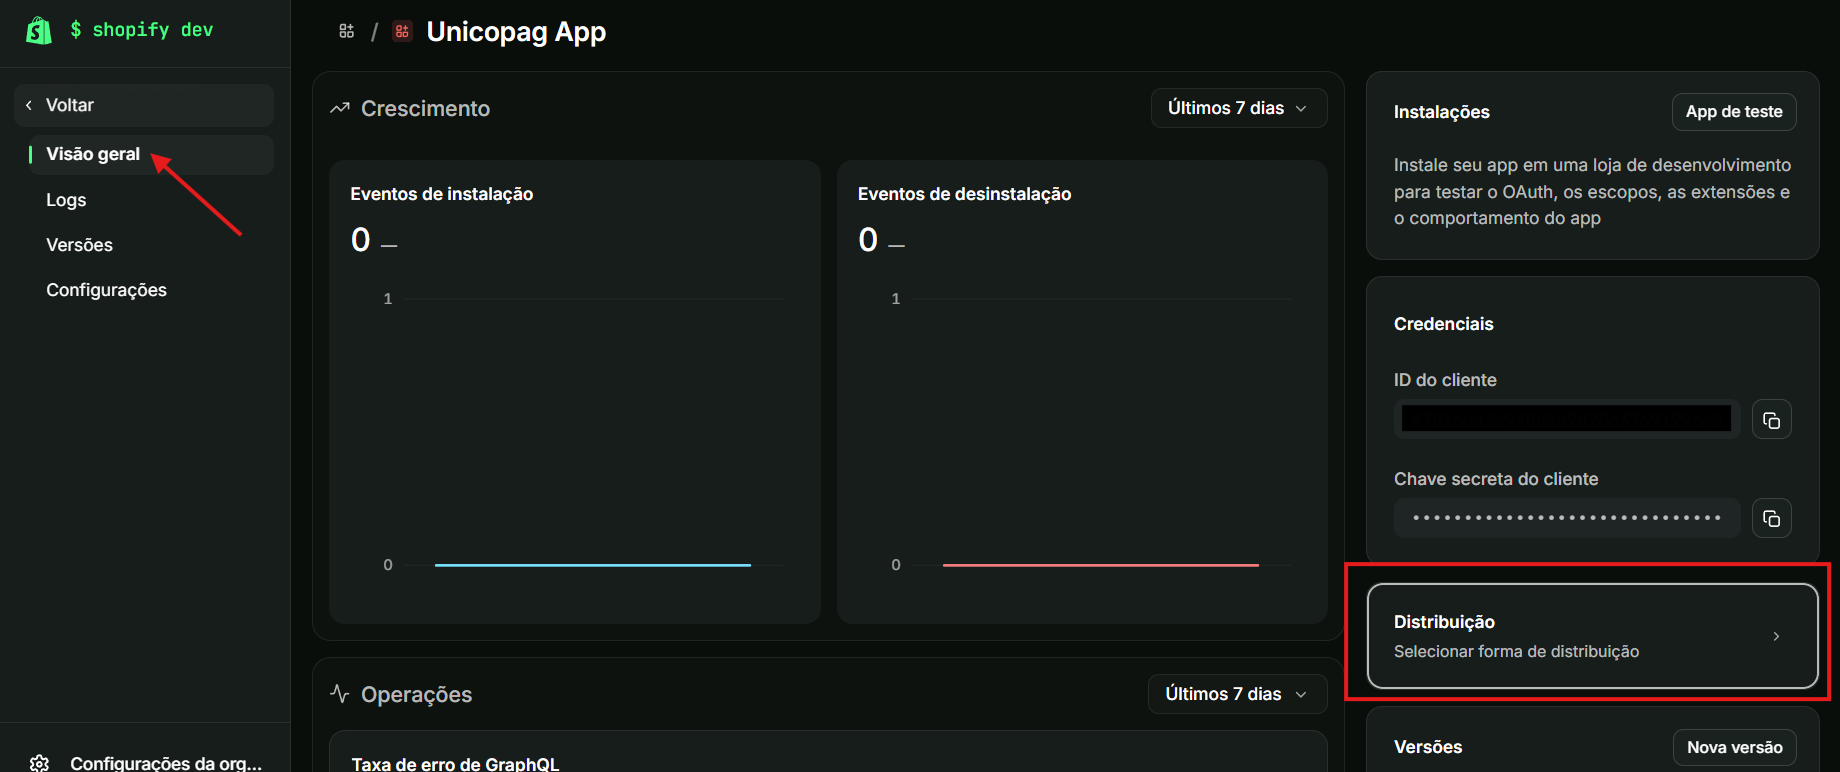 $ shopify dev
Voltar
Visão geral
Logs
Versões
Configurações
Configurações da org...
/ Unicopag App
Crescimento
Últimos 7 dias
Eventos de instalação
0 —
1
0
Eventos de desinstalação
0 —
1
0
Operações
Últimos 7 dias
Taxa de erro de GraphQL
Instalações
App de teste
Instale seu app em uma loja de desenvolvimento
para testar o OAuth, os escopos, as extensões e
o comportamento do app
Credenciais
ID do cliente
Chave secreta do cliente
••••••••••••••••••••••••••••••
Distribuição
Selecionar forma de distribuição
Versões
Nova versão